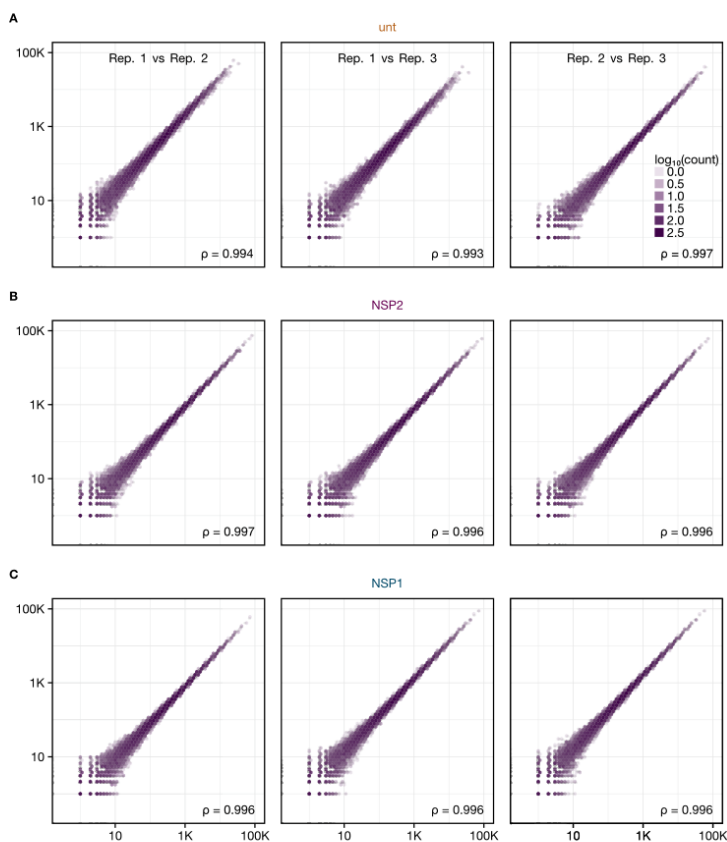 A
unt
Rep. 1 vs Rep. 2
Rep. 1 vs Rep. 3
Rep. 2 vs Rep. 3
100K
1K
10
log₁₀(count)
0.0
0.5
1.0
1.5
2.0
2.5
ρ = 0.994
ρ = 0.993
ρ = 0.997
B
NSP2
100K
1K
10
ρ = 0.997
ρ = 0.996
ρ = 0.996
C
NSP1
100K
1K
10
ρ = 0.996
ρ = 0.996
ρ = 0.996
10 1K 100K
10 1K 100K
10 1K 100K